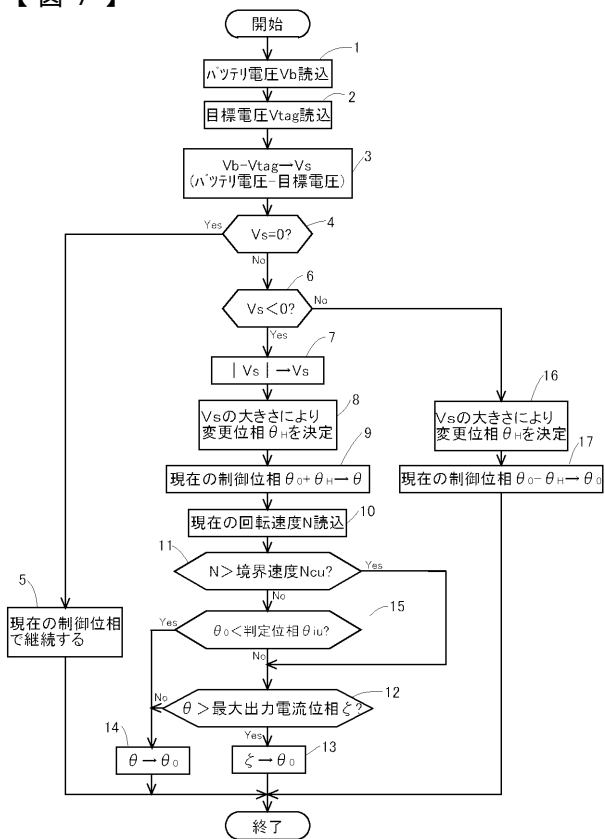 【図7】
開始
1
バッテリ電圧Vb読込
2
目標電圧Vtag読込
3
Vb-Vtag→Vs
(バッテリ電圧-目標電圧)
4
Yes
Vs=0?
No
6
Vs<0?
No
Yes
7
|Vs|→Vs
8
Vsの大きさにより
変更位相θHを決定
16
Vsの大きさにより
変更位相θHを決定
9
現在の制御位相θ0+θH→θ
17
現在の制御位相θ0-θH→θ0
10
現在の回転速度N読込
11
N>境界速度Ncu?
Yes
No
5
現在の制御位相
で継続する
15
Yes
θ0<判定位相θiu?
No
12
No
θ>最大出力電流位相ζ?
Yes
14
θ→θ0
13
ζ→θ0
終了